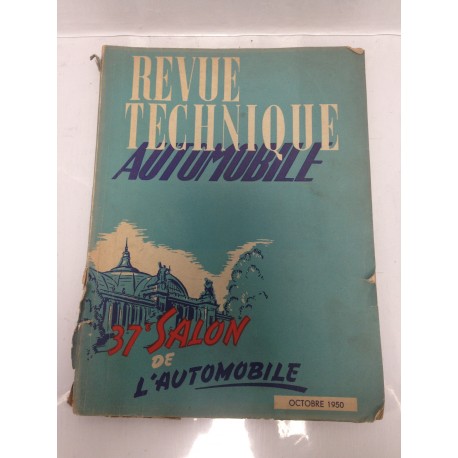 REVUE
TECHNIQUE
AUTOMOBILE
37e SALON
DE
L'AUTOMOBILE
OCTOBRE 1950